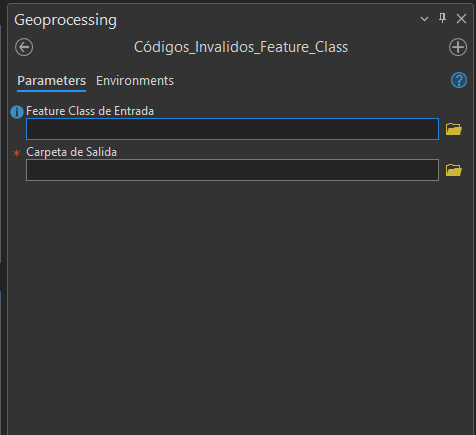 Geoprocessing
Códigos_Invalidos_Feature_Class
Parameters Environments
Feature Class de Entrada
Carpeta de Salida